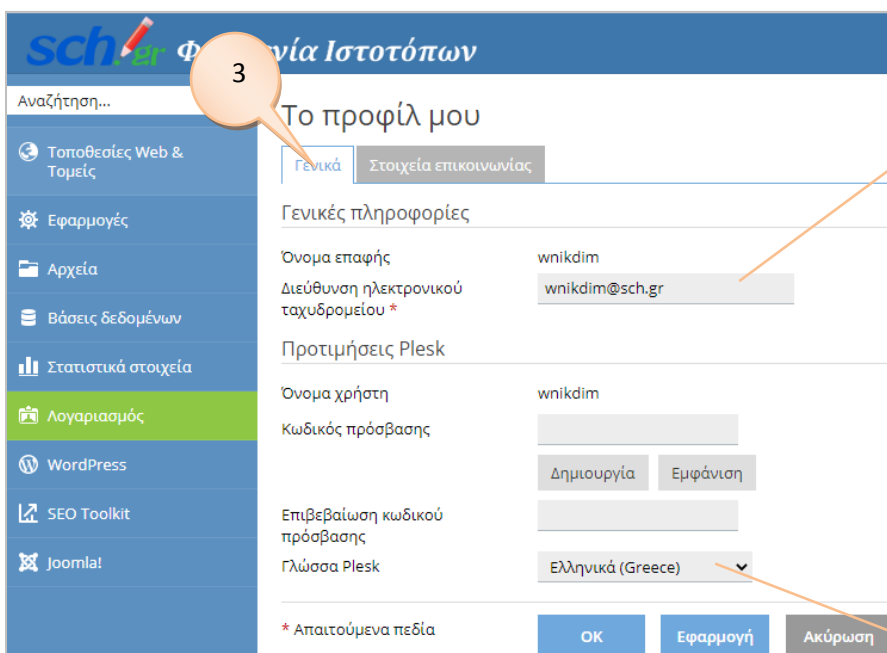 sch.gr
νία Ιστοτόπων
3
Αναζήτηση...
Τοποθεσίες Web &
Τομείς
Εφαρμογές
Αρχεία
Βάσεις δεδομένων
Στατιστικά στοιχεία
Λογαριασμός
WordPress
SEO Toolkit
Joomla!
Το προφίλ μου
Γενικά
Στοιχεία επικοινωνίας
Γενικές πληροφορίες
Όνομα επαφής wnikdim
Διεύθυνση ηλεκτρονικού
ταχυδρομείου * wnikdim@sch.gr
Προτιμήσεις Plesk
Όνομα χρήστη wnikdim
Κωδικός πρόσβασης
Δημιουργία Εμφάνιση
Επιβεβαίωση κωδικού
πρόσβασης
Γλώσσα Plesk Ελληνικά (Greece)
* Απαιτούμενα πεδία OK Εφαρμογή Ακύρωση